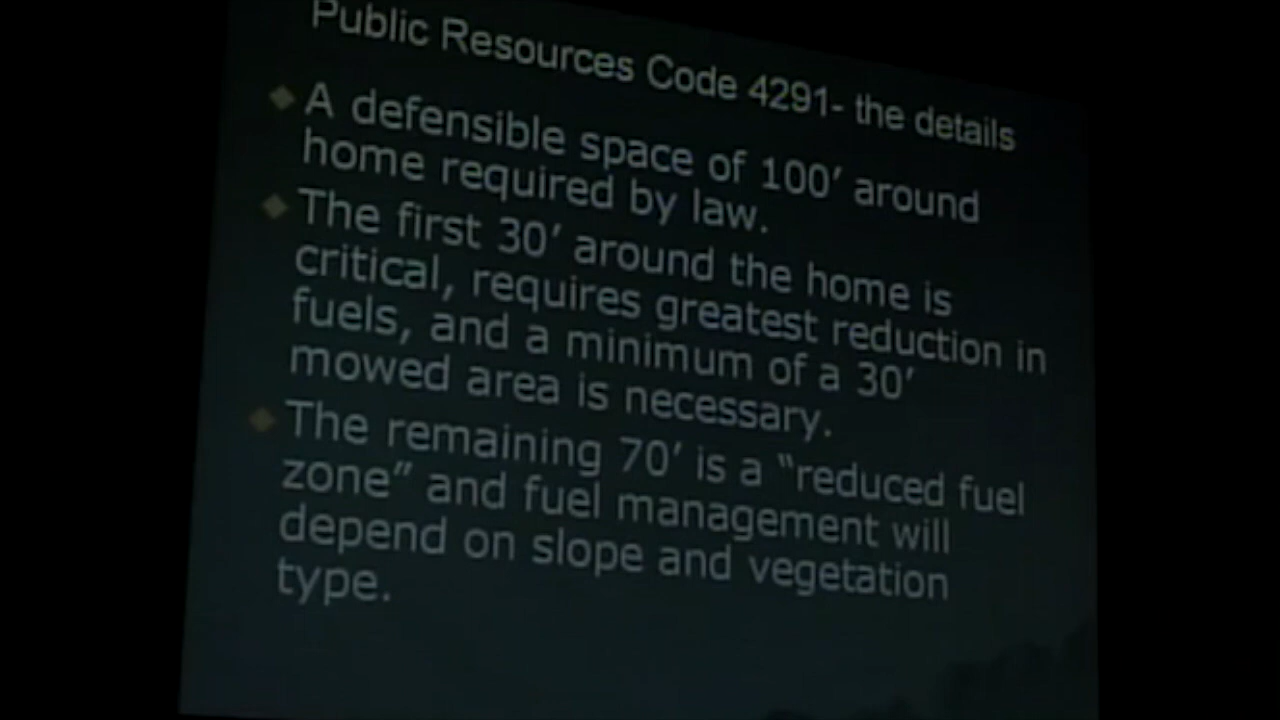 Public Resources Code 4291- the details
A defensible space of 100’ around
home required by law.
The first 30’ around the home is
critical, requires greatest reduction in
fuels, and a minimum of a 30’
mowed area is necessary.
The remaining 70’ is a “reduced fuel
zone” and fuel management will
depend on slope and vegetation
type.